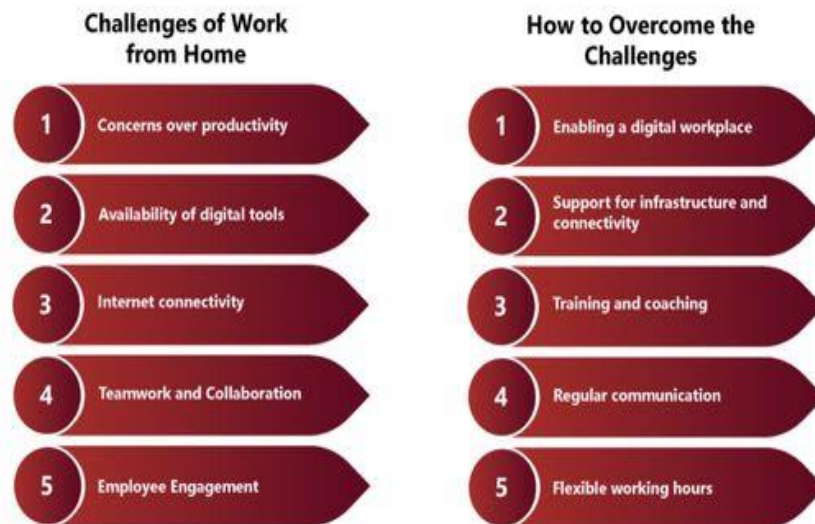 Challenges of Work
from Home
1 Concerns over productivity
2 Availability of digital tools
3 Internet connectivity
4 Teamwork and Collaboration
5 Employee Engagement
How to Overcome the
Challenges
1 Enabling a digital workplace
2 Support for infrastructure and
connectivity
3 Training and coaching
4 Regular communication
5 Flexible working hours